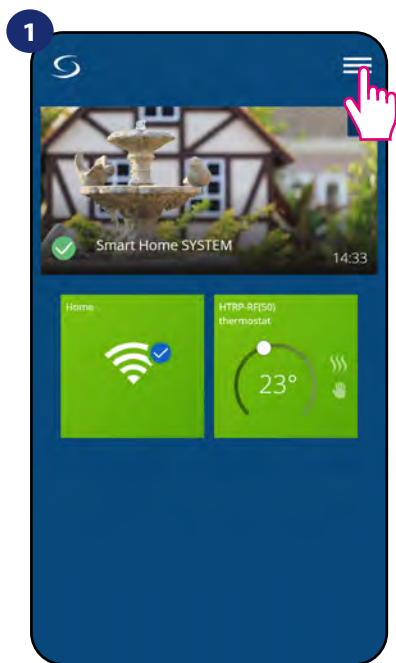 1
Smart Home SYSTEM
14:33
Home
HTRP-RF(50)
thermostat
23°